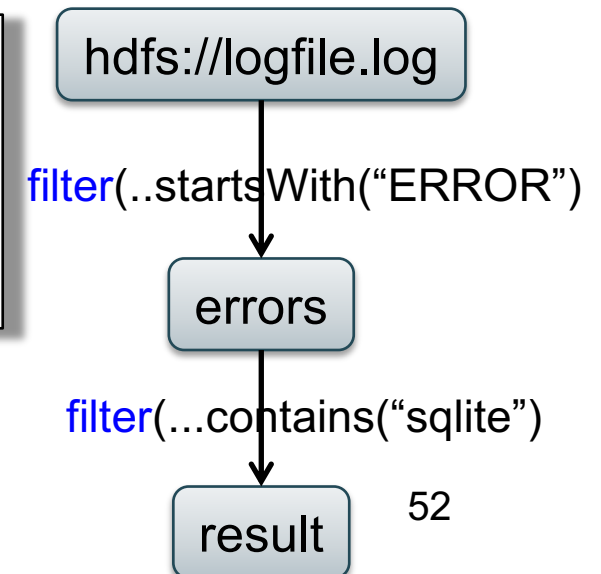 hdfs://logfile.log
filter(..startsWith(“ERROR”)
errors
filter(...contains(“sqlite”)
52
result